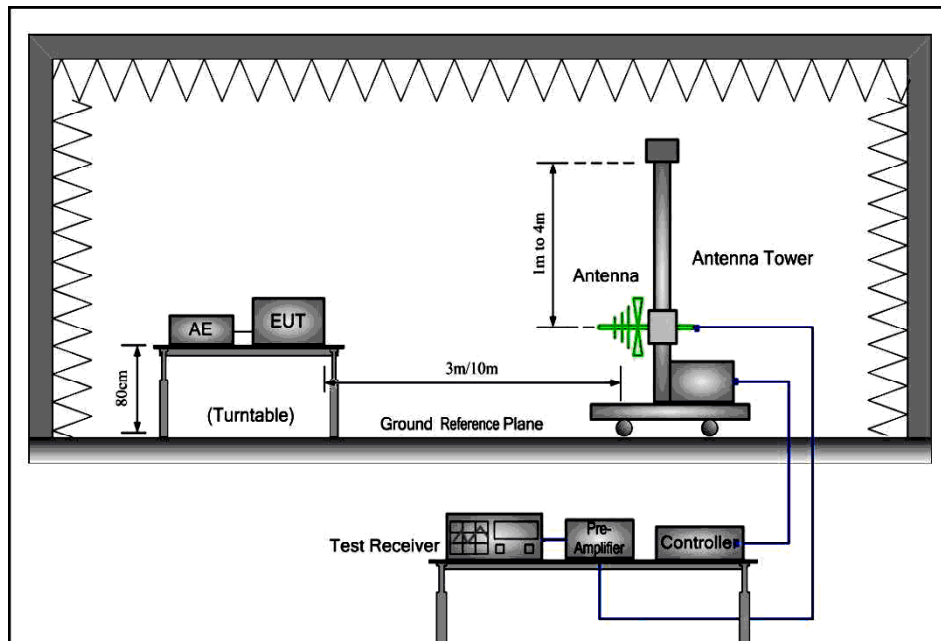 1m to 4m
Antenna Tower
Antenna
AE
EUT
80cm
3m/10m
(Turntable)
Ground Reference Plane
Test Receiver
Pre-
Amplifier
Controller